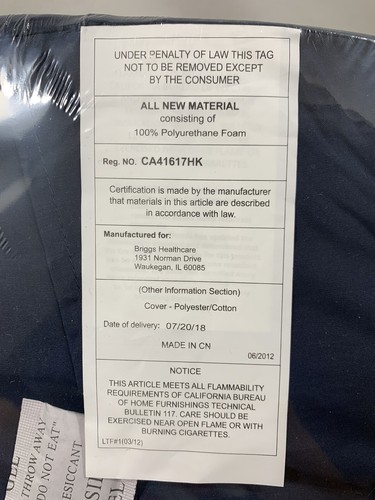 UNDER PENALTY OF LAW THIS TAG
NOT TO BE REMOVED EXCEPT
BY THE CONSUMER
ALL NEW MATERIAL
consisting of
100% Polyurethane Foam
Reg. NO. CA41617HK
Certification is made by the manufacturer
that materials in this article are described
in accordance with law.
Manufactured for:
Briggs Healthcare
1931 Norman Drive
Waukegan, IL 60085
(Other Information Section)
Cover - Polyester/Cotton
Date of delivery: 07/20/18
MADE IN CN
06/2012
NOTICE
THIS ARTICLE MEETS ALL FLAMMABILITY
REQUIREMENTS OF CALIFORNIA BUREAU
OF HOME FURNISHINGS TECHNICAL
BULLETIN 117. CARE SHOULD BE
EXERCISED NEAR OPEN FLAME OR WITH
BURNING CIGARETTES.
LTF#1(03/12)
THROW AWAY
DO NOT EAT"
ESICCANT
SIL
GEL